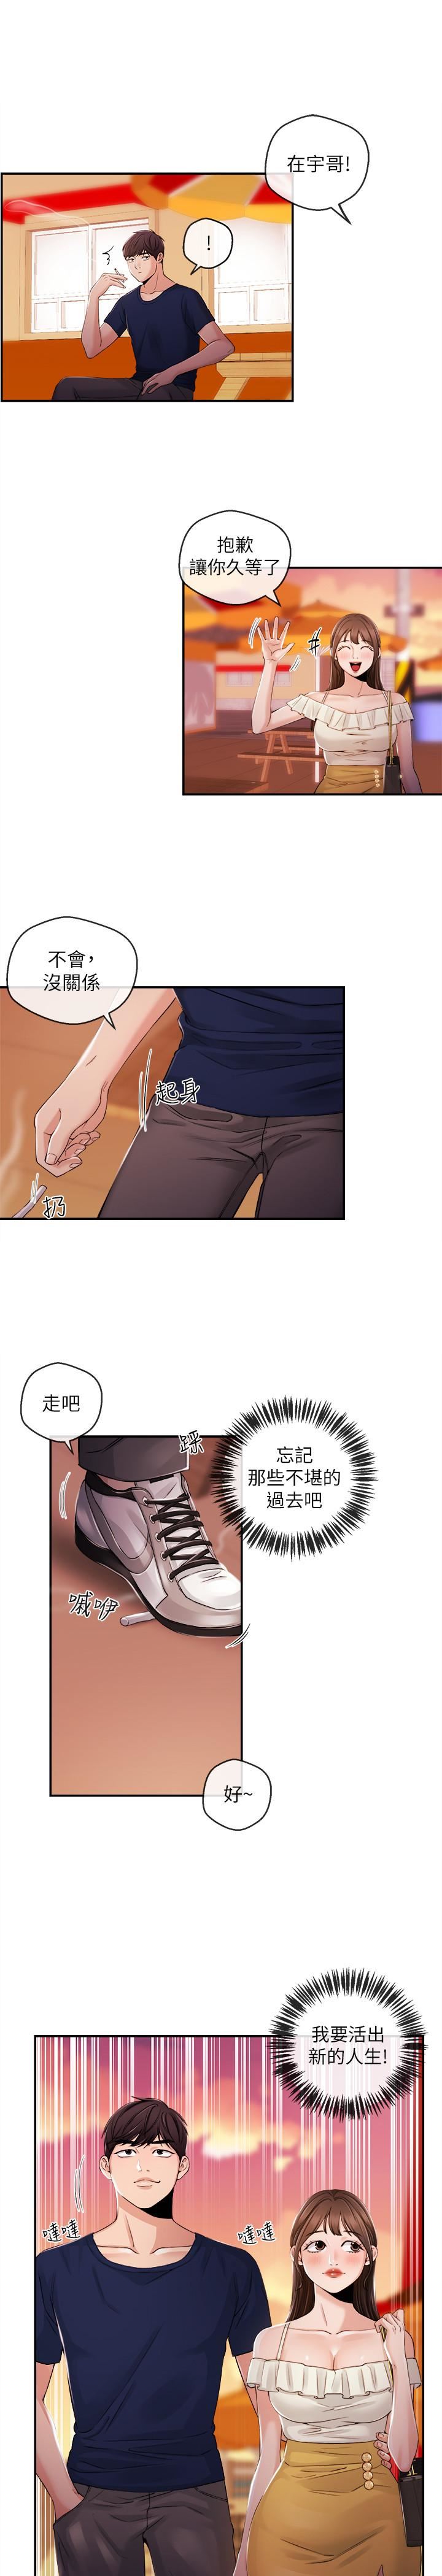 在宇哥!
!
抱歉
讓你久等了
不會,
沒關係
起身
扔
走吧
踩
忘記
那些不堪的
過去吧
嘁咿
好~
我要活出
新的人生!
噠噠
噠噠